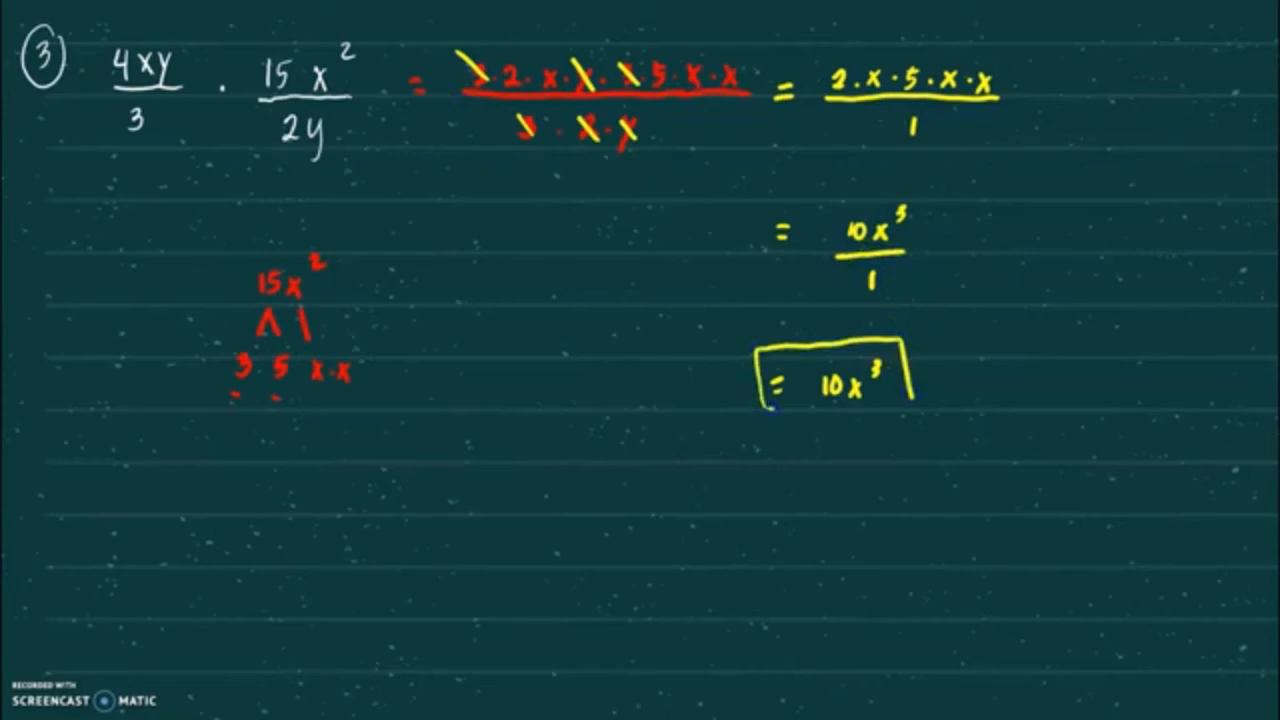 ③ 4xy/3 · 15x²/2y = 2·2·x·y·3·5·x·x/3·2·y = 2·x·5·x·x/1
= 10x³/1
15x²
3 5 x·x
= 10x³
RECORDED WITH
SCREENCAST MATIC